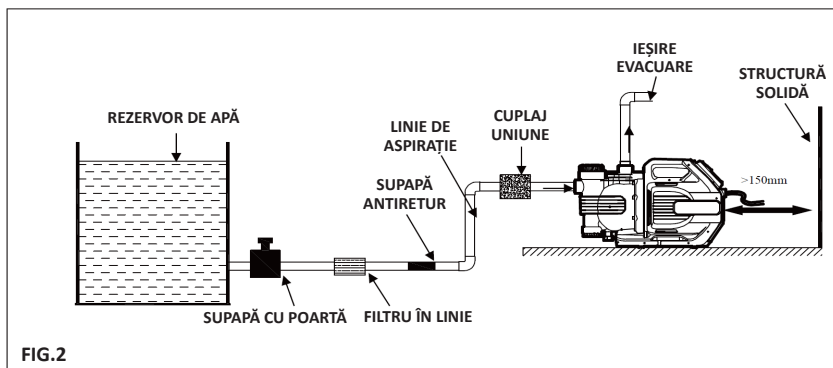 IEȘIRE
EVACUARE
STRUCTURĂ
SOLIDĂ
REZERVOR DE APĂ
CUPLAJ
UNIUNE
LINIE DE
ASPIRAȚIE
SUPAPĂ
ANTIRETUR
>150mm
SUPAPĂ CU POARTĂ
FILTRU ÎN LINIE
FIG.2